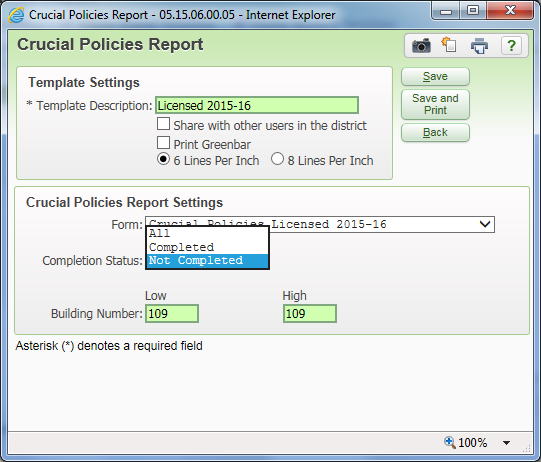 Crucial Policies Report - 05.15.06.00.05 - Internet Explorer
Crucial Policies Report
?
Template Settings
Save
* Template Description: Licensed 2015-16
Save and Print
Share with other users in the district
Print Greenbar
Back
6 Lines Per Inch 8 Lines Per Inch
Crucial Policies Report Settings
Form: Crucial Policies Licensed 2015-16
All
Completed
Completion Status: Not Completed
Low High
Building Number: 109 109
Asterisk (*) denotes a required field
100%